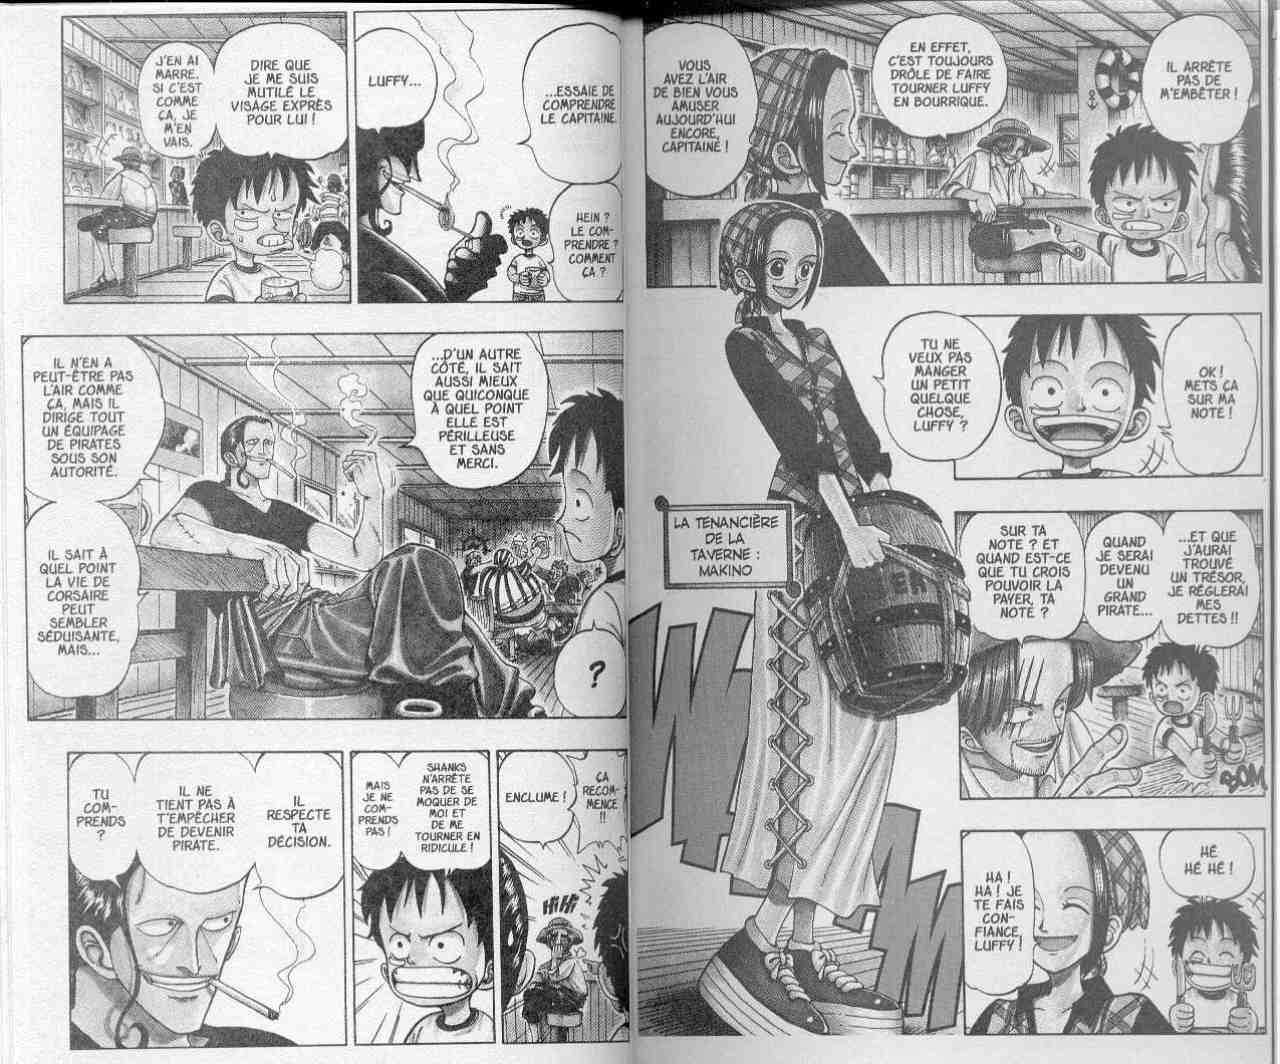 J'EN AI
MARRE.
SI C'EST
COMME
ÇA, JE
M'EN
VAIS.
DIRE QUE
JE ME SUIS
MUTILÉ LE
VISAGE EXPRÈS
POUR LUI !
LUFFY...
...ESSAIE DE
COMPRENDRE
LE CAPITAINE.
HEIN ?
LE COM-
PRENDRE ?
COMMENT
ÇA ?
IL N'EN A
PEUT-ÊTRE PAS
L'AIR COMME
ÇA, MAIS IL
DIRIGE TOUT
UN ÉQUIPAGE
DE PIRATES
SOUS SON
AUTORITÉ.
IL SAIT À
QUEL POINT
LA VIE DE
CORSAIRE
PEUT
SEMBLER
SÉDUISANTE,
MAIS...
...D'UN AUTRE
CÔTÉ, IL SAIT
AUSSI MIEUX
QUE QUICONQUE
À QUEL POINT
ELLE EST
PÉRILLEUSE
ET SANS
MERCI.
?
TU
COM-
PRENDS
?
IL NE
TIENT PAS À
T'EMPÊCHER
DE DEVENIR
PIRATE.
IL
RESPECTE
TA
DÉCISION.
MAIS
JE NE
COM-
PRENDS
PAS !
SHANKS
N'ARRÊTE
PAS DE SE
MOQUER DE
MOI ET
DE ME
TOURNER EN
RIDICULE !
ENCLUME !
ÇA
RECOM-
MENCE
!!
HI HI
VOUS
AVEZ L'AIR
DE BIEN VOUS
AMUSER
AUJOURD'HUI
ENCORE,
CAPITAINE !
EN EFFET,
C'EST TOUJOURS
DRÔLE DE FAIRE
TOURNER LUFFY
EN BOURRIQUE.
IL ARRÊTE
PAS DE
M'EMBÊTER !
TU NE
VEUX PAS
MANGER
UN PETIT
QUELQUE
CHOSE,
LUFFY ?
OK !
METS ÇA
SUR MA
NOTE !
LA TENANCIÈRE
DE LA
TAVERNE :
MAKINO
SUR TA
NOTE ? ET
QUAND EST-CE
QUE TU CROIS
POUVOIR LA
PAYER, TA
NOTE ?
QUAND
JE SERAI
DEVENU
UN
GRAND
PIRATE...
...ET QUE
J'AURAI
TROUVÉ
UN TRÉSOR,
JE RÉGLERAI
MES
DETTES !!
BOM
HA !
HA ! JE
TE FAIS
CON-
FIANCE,
LUFFY !
HÉ
HÉ HÉ !